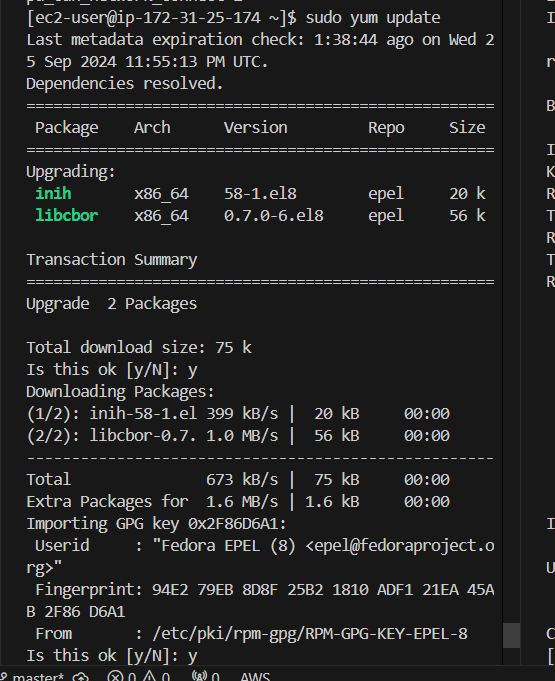 [ec2-user@ip-172-31-25-174 ~]$ sudo yum update
Last metadata expiration check: 1:38:44 ago on Wed 2
5 Sep 2024 11:55:13 PM UTC.
Dependencies resolved.
====================================================
Package Arch Version Repo Size
====================================================
Upgrading:
inih x86_64 58-1.el8 epel 20 k
libcbor x86_64 0.7.0-6.el8 epel 56 k
Transaction Summary
====================================================
Upgrade 2 Packages
Total download size: 75 k
Is this ok [y/N]: y
Downloading Packages:
(1/2): inih-58-1.el 399 kB/s | 20 kB 00:00
(2/2): libcbor-0.7. 1.0 MB/s | 56 kB 00:00
----------------------------------------------------
Total 673 kB/s | 75 kB 00:00
Extra Packages for 1.6 MB/s | 1.6 kB 00:00
Importing GPG key 0x2F86D6A1:
Userid : "Fedora EPEL (8) <epel@fedoraproject.o
rg>"
Fingerprint: 94E2 79EB 8D8F 25B2 1810 ADF1 21EA 45A
B 2F86 D6A1
From : /etc/pki/rpm-gpg/RPM-GPG-KEY-EPEL-8
Is this ok [y/N]: y
master* 0 0 0 AWS